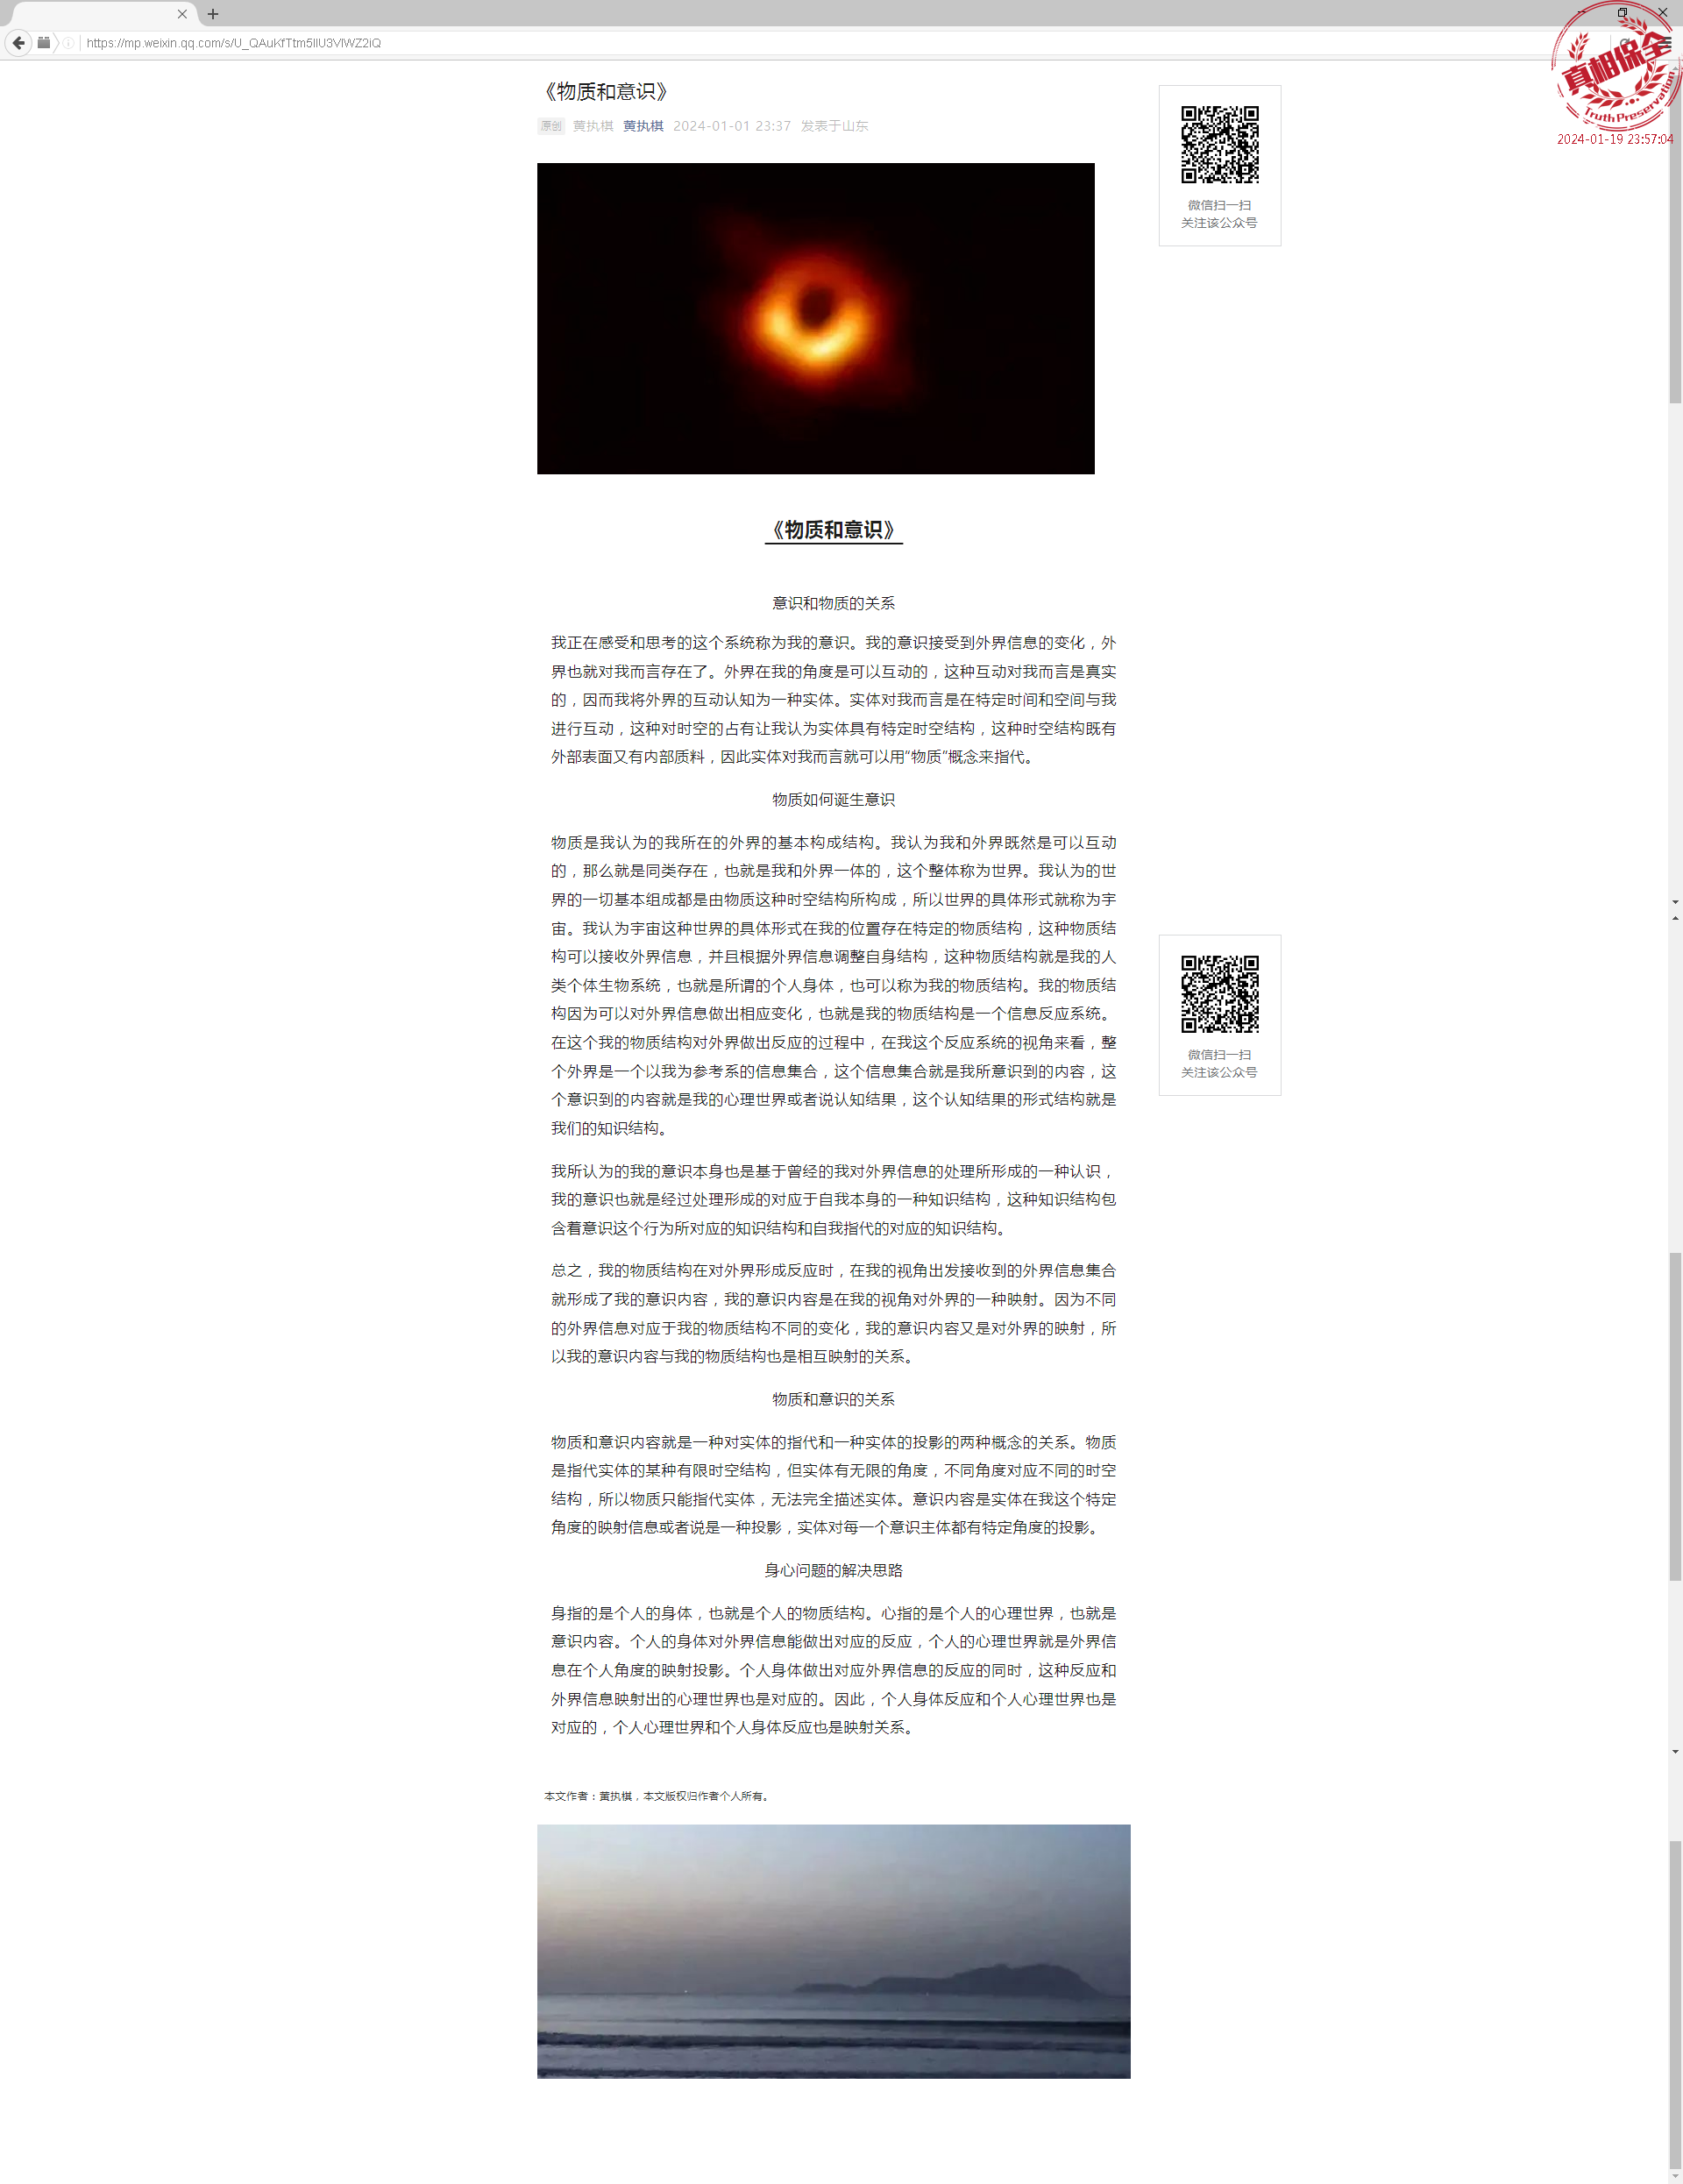 https://mp.weixin.qq.com/s/U_QAuKfTtm5IIU3VIWZ2iQ
真相保全
Truth Preservation
2024-01-19 23:57:04
《物质和意识》
原创 黄执棋 黄执棋 2024-01-01 23:37 发表于山东
微信扫一扫
关注该公众号
《物质和意识》
意识和物质的关系
我正在感受和思考的这个系统称为我的意识。我的意识接受到外界信息的变化，外
界也就对我而言存在了。外界在我的角度是可以互动的，这种互动对我而言是真实
的，因而我将外界的互动认知为一种实体。实体对我而言是在特定时间和空间与我
进行互动，这种对时空的占有让我认为实体具有特定时空结构，这种时空结构既有
外部表面又有内部质料，因此实体对我而言就可以用“物质”概念来指代。
物质如何诞生意识
物质是我认为的我所在的外界的基本构成结构。我认为我和外界既然是可以互动
的，那么就是同类存在，也就是我和外界一体的，这个整体称为世界。我认为的世
界的一切基本组成都是由物质这种时空结构所构成，所以世界的具体形式就称为宇
宙。我认为宇宙这种世界的具体形式在我的位置存在特定的物质结构，这种物质结
构可以接收外界信息，并且根据外界信息调整自身结构，这种物质结构就是我的人
类个体生物系统，也就是所谓的个人身体，也可以称为我的物质结构。我的物质结
构因为可以对外界信息做出相应变化，也就是我的物质结构是一个信息反应系统。
在这个我的物质结构对外界做出反应的过程中，在我这个反应系统的视角来看，整
个外界是一个以我为参考系的信息集合，这个信息集合就是我所意识到的内容，这
个意识到的内容就是我的心理世界或者说认知结果，这个认知结果的形式结构就是
我们的知识结构。
微信扫一扫
关注该公众号
我所认为的我的意识本身也是基于曾经的我对外界信息的处理所形成的一种认识，
我的意识也就是经过处理形成的对应于自我本身的一种知识结构，这种知识结构包
含着意识这个行为所对应的知识结构和自我指代的对应的知识结构。
总之，我的物质结构在对外界形成反应时，在我的视角出发接收到的外界信息集合
就形成了我的意识内容，我的意识内容是在我的视角对外界的一种映射。因为不同
的外界信息对应于我的物质结构不同的变化，我的意识内容又是对外界的映射，所
以我的意识内容与我的物质结构也是相互映射的关系。
物质和意识的关系
物质和意识内容就是一种对实体的指代和一种实体的投影的两种概念的关系。物质
是指代实体的某种有限时空结构，但实体有无限的角度，不同角度对应不同的时空
结构，所以物质只能指代实体，无法完全描述实体。意识内容是实体在我这个特定
角度的映射信息或者说是一种投影，实体对每一个意识主体都有特定角度的投影。
身心问题的解决思路
身指的是个人的身体，也就是个人的物质结构。心指的是个人的心理世界，也就是
意识内容。个人的身体对外界信息能做出对应的反应，个人的心理世界就是外界信
息在个人角度的映射投影。个人身体做出对应外界信息的反应的同时，这种反应和
外界信息映射出的心理世界也是对应的。因此，个人身体反应和个人心理世界也是
对应的，个人心理世界和个人身体反应也是映射关系。
本文作者：黄执棋，本文版权归作者个人所有。